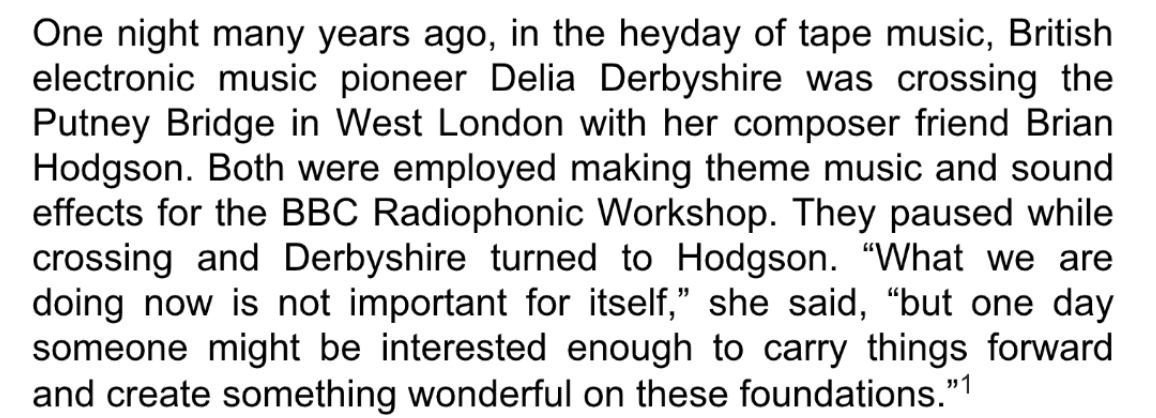 One night many years ago, in the heyday of tape music, British
electronic music pioneer Delia Derbyshire was crossing the
Putney Bridge in West London with her composer friend Brian
Hodgson. Both were employed making theme music and sound
effects for the BBC Radiophonic Workshop. They paused while
crossing and Derbyshire turned to Hodgson. “What we are
doing now is not important for itself,” she said, “but one day
someone might be interested enough to carry things forward
and create something wonderful on these foundations.”¹